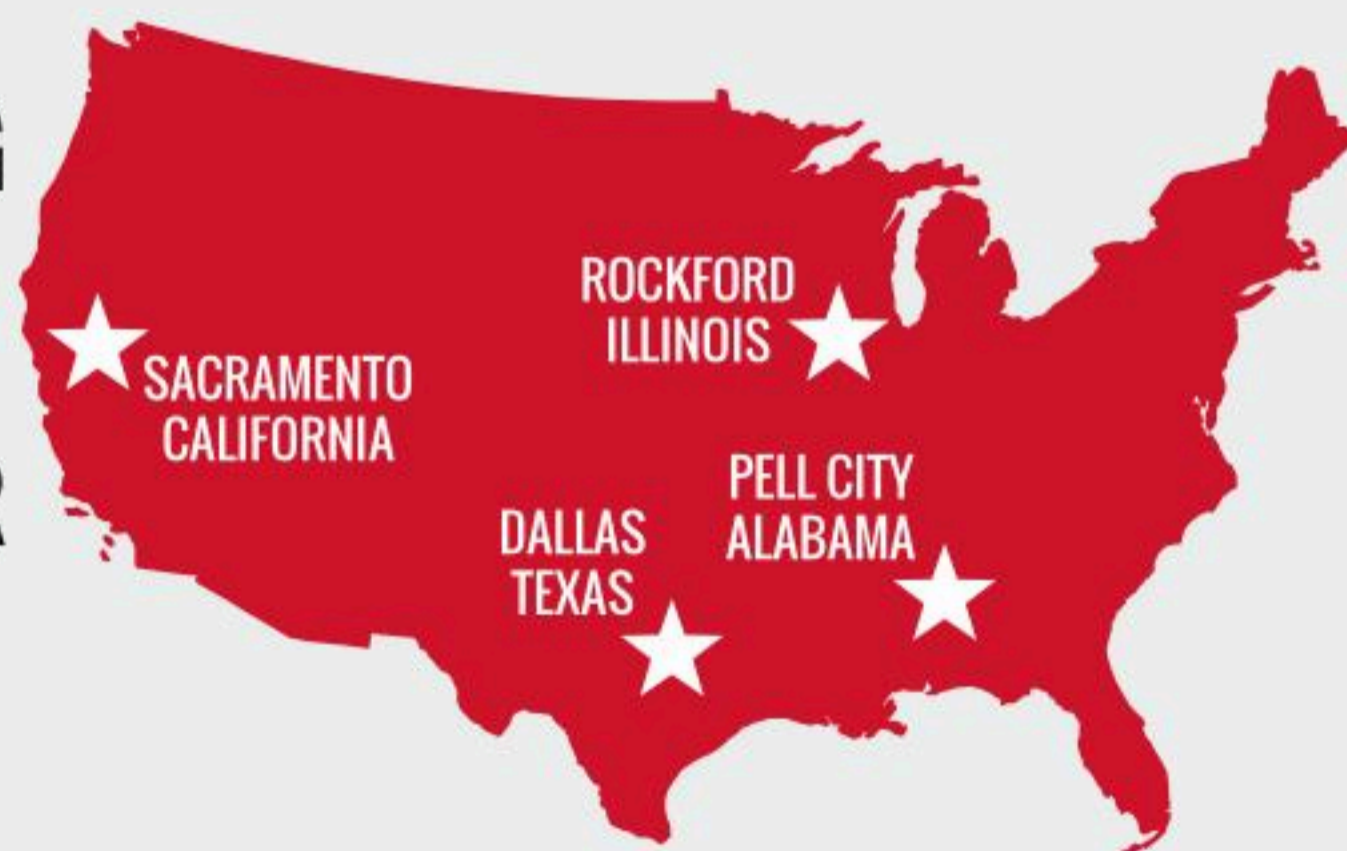 ROCKFORD
ILLINOIS
SACRAMENTO
CALIFORNIA
PELL CITY
ALABAMA
DALLAS
TEXAS